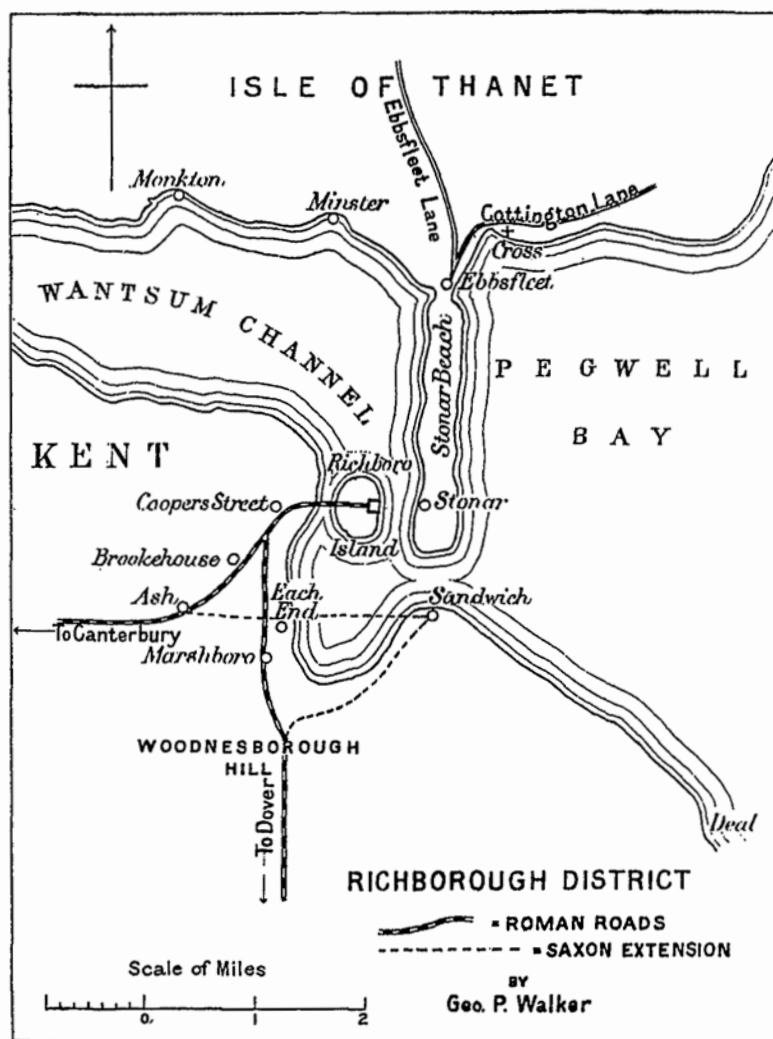 ISLE OF THANET
Ebbsfleet Lane
Monkton
Minster
Cottington Lane
Cross
Ebbsfleet
WANTSUM CHANNEL
Stonar Beach
PEGWELL
BAY
KENT
Richboro
Island
Coopers Street
Stonar
Brookehouse
Ash
Each
End
Sandwich
To Canterbury
Marshboro
WOODNESBOROUGH
HILL
To Dover
Deal
RICHBOROUGH DISTRICT
= ROMAN ROADS
= SAXON EXTENSION
BY
Geo. P. Walker
Scale of Miles
0 1 2